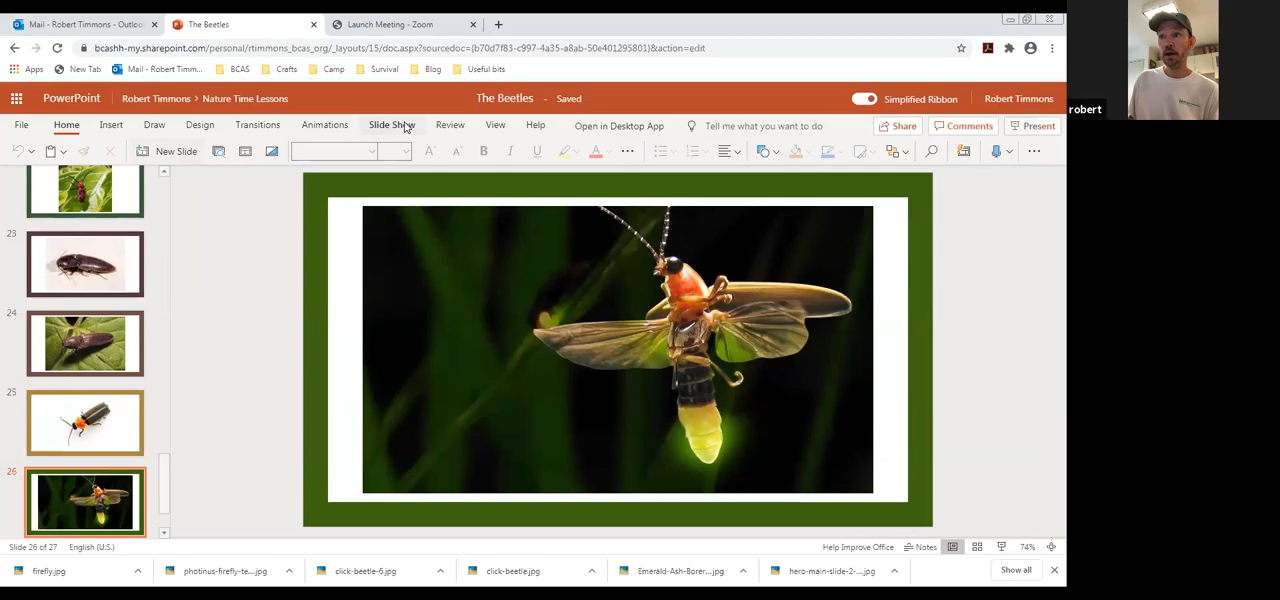 Mail - Robert Timmons - Outlo
The Beetles
Launch Meeting - Zoom
bcashh-my.sharepoint.com/personal/rtimmons_bcas_org/_layouts/15/doc.aspx?sourcedoc={b70d7f83-c997-4a35-a8ab-50e401295801}&action=edit
Apps
New Tab
Mail - Robert Timm...
BCAS
Crafts
Camp
Survival
Blog
Useful bits
PowerPoint
Robert Timmons > Nature Time Lessons
The Beetles - Saved
Simplified Ribbon
Robert Timmons
File
Home
Insert
Draw
Design
Transitions
Animations
Slide Show
Review
View
Help
Open in Desktop App
Tell me what you want to do
Share
Comments
Present
New Slide
robert
23
24
25
26
Slide 26 of 27
English (U.S.)
Help Improve Office
Notes
74%
firefly.jpg
photinus-firefly-te....jpg
click-beetle-6.jpg
click-beetle.jpg
Emerald-Ash-Borer....jpg
hero-main-slide-2-....jpg
Show all